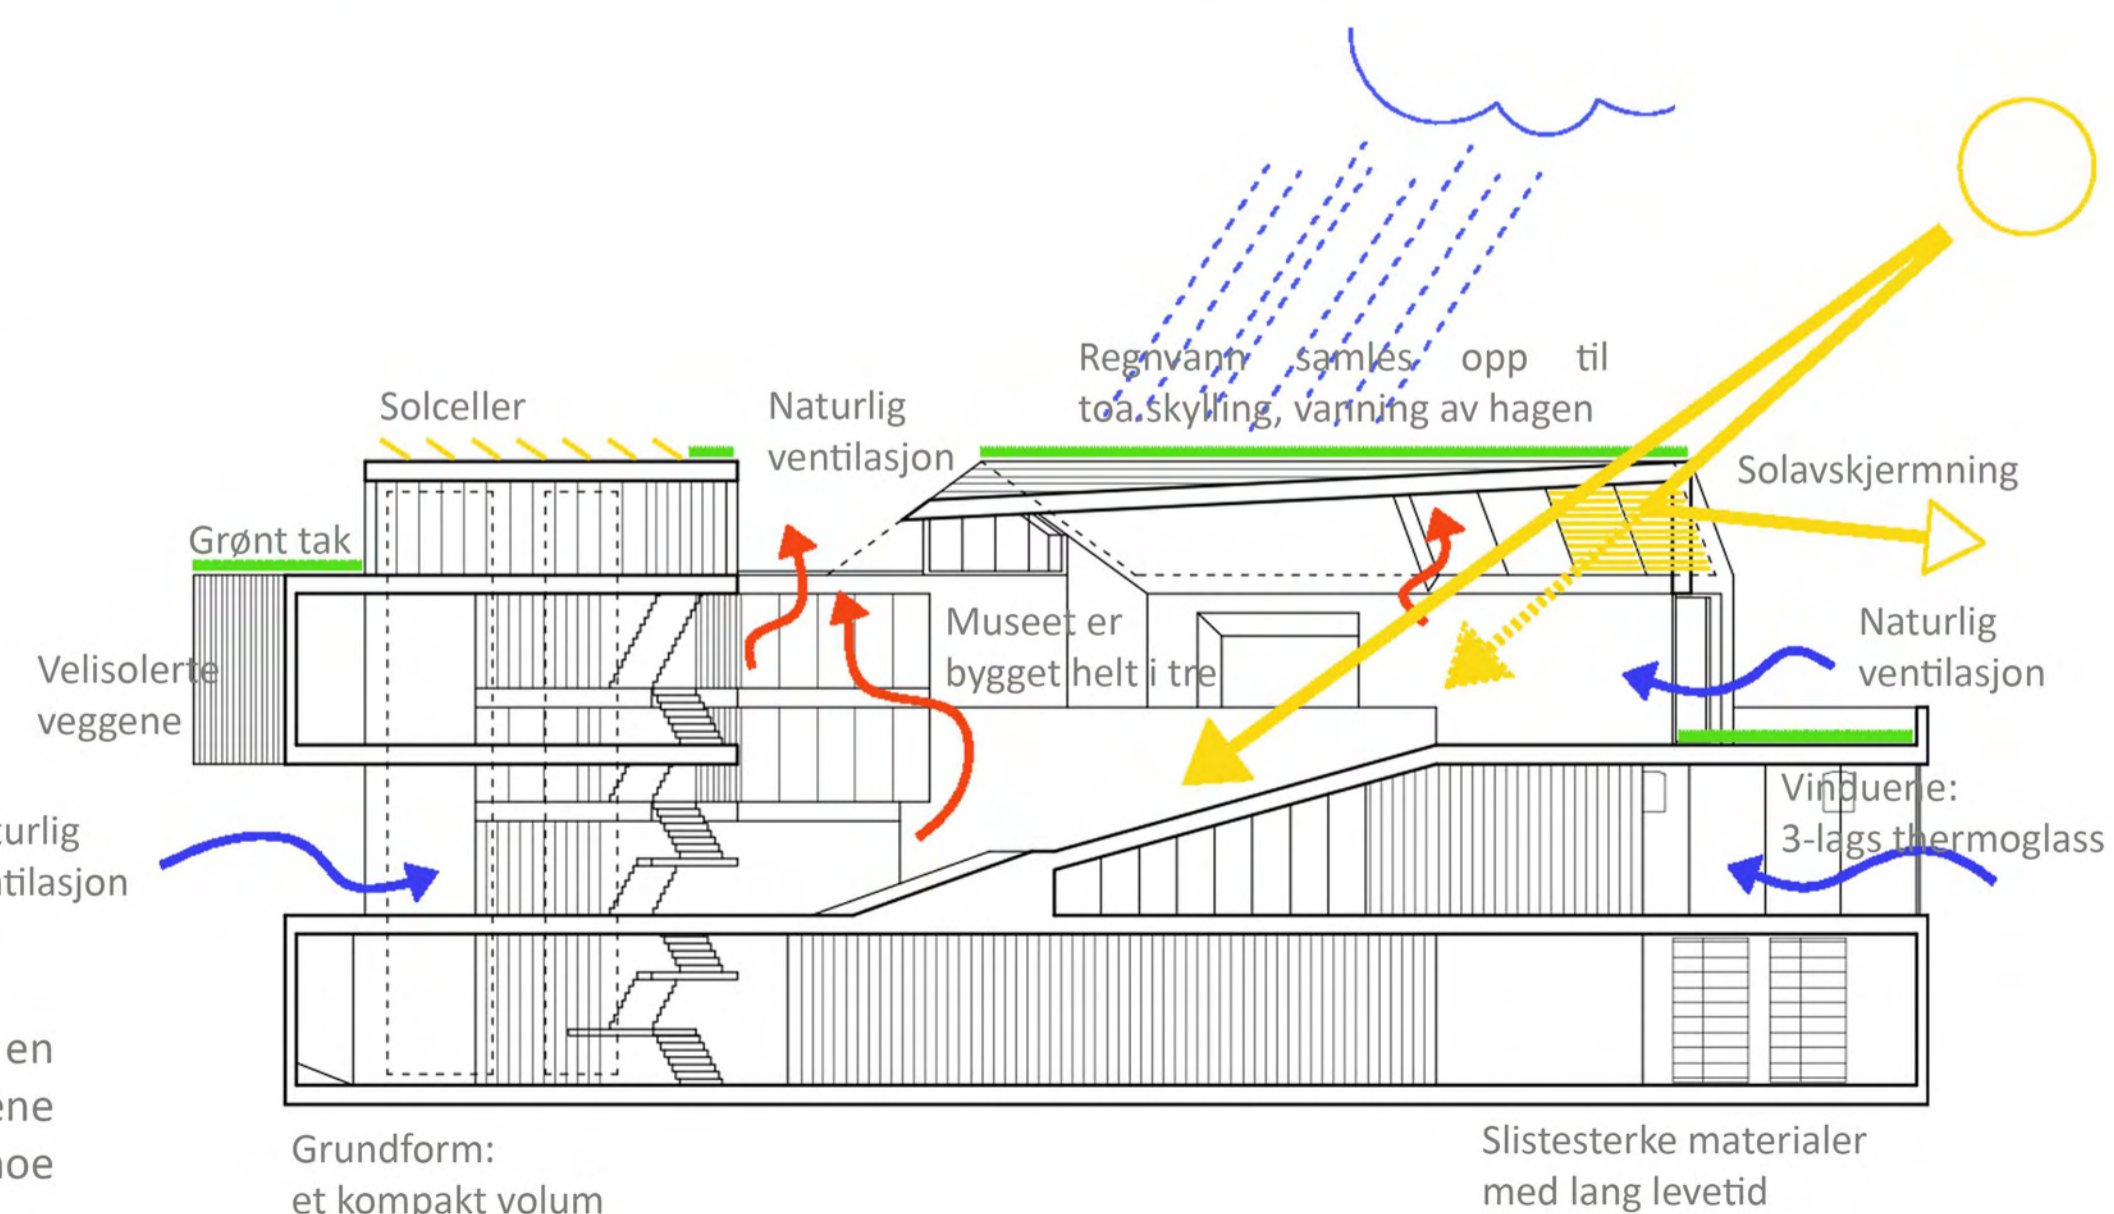 Regnvann samles opp til
toa.skylling, vanning av hagen
Solceller
Naturlig
ventilasjon
Solavskjermning
Grønt tak
Museet er
bygget helt i tre
Naturlig
ventilasjon
Velisolerte
veggene
Vinduene:
3-lags thermoglass
turlig
tilasjon
en
ene
noe
Grundform:
et kompakt volum
Slistesterke materialer
med lang levetid